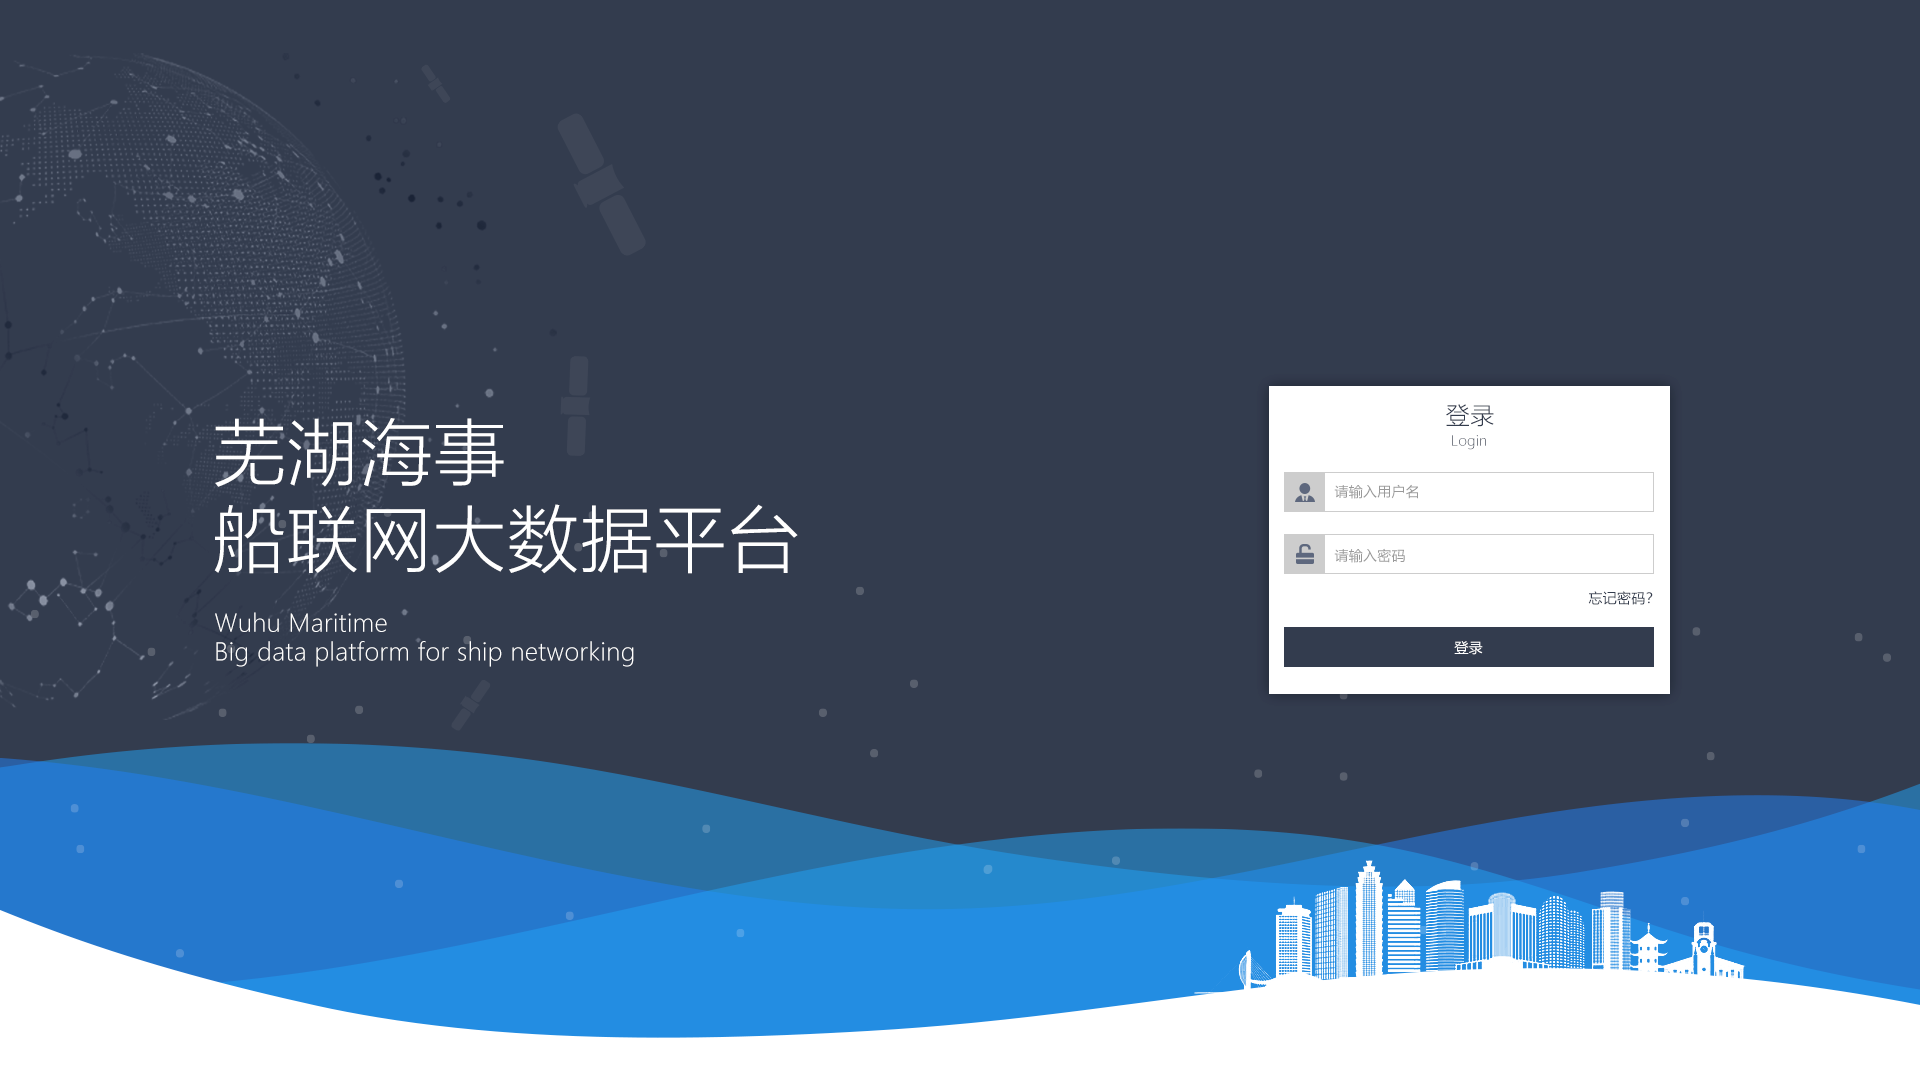 芜湖海事
船联网大数据平台
Wuhu Maritime
Big data platform for ship networking
登录
Login
请输入用户名
请输入密码
忘记密码?
登录